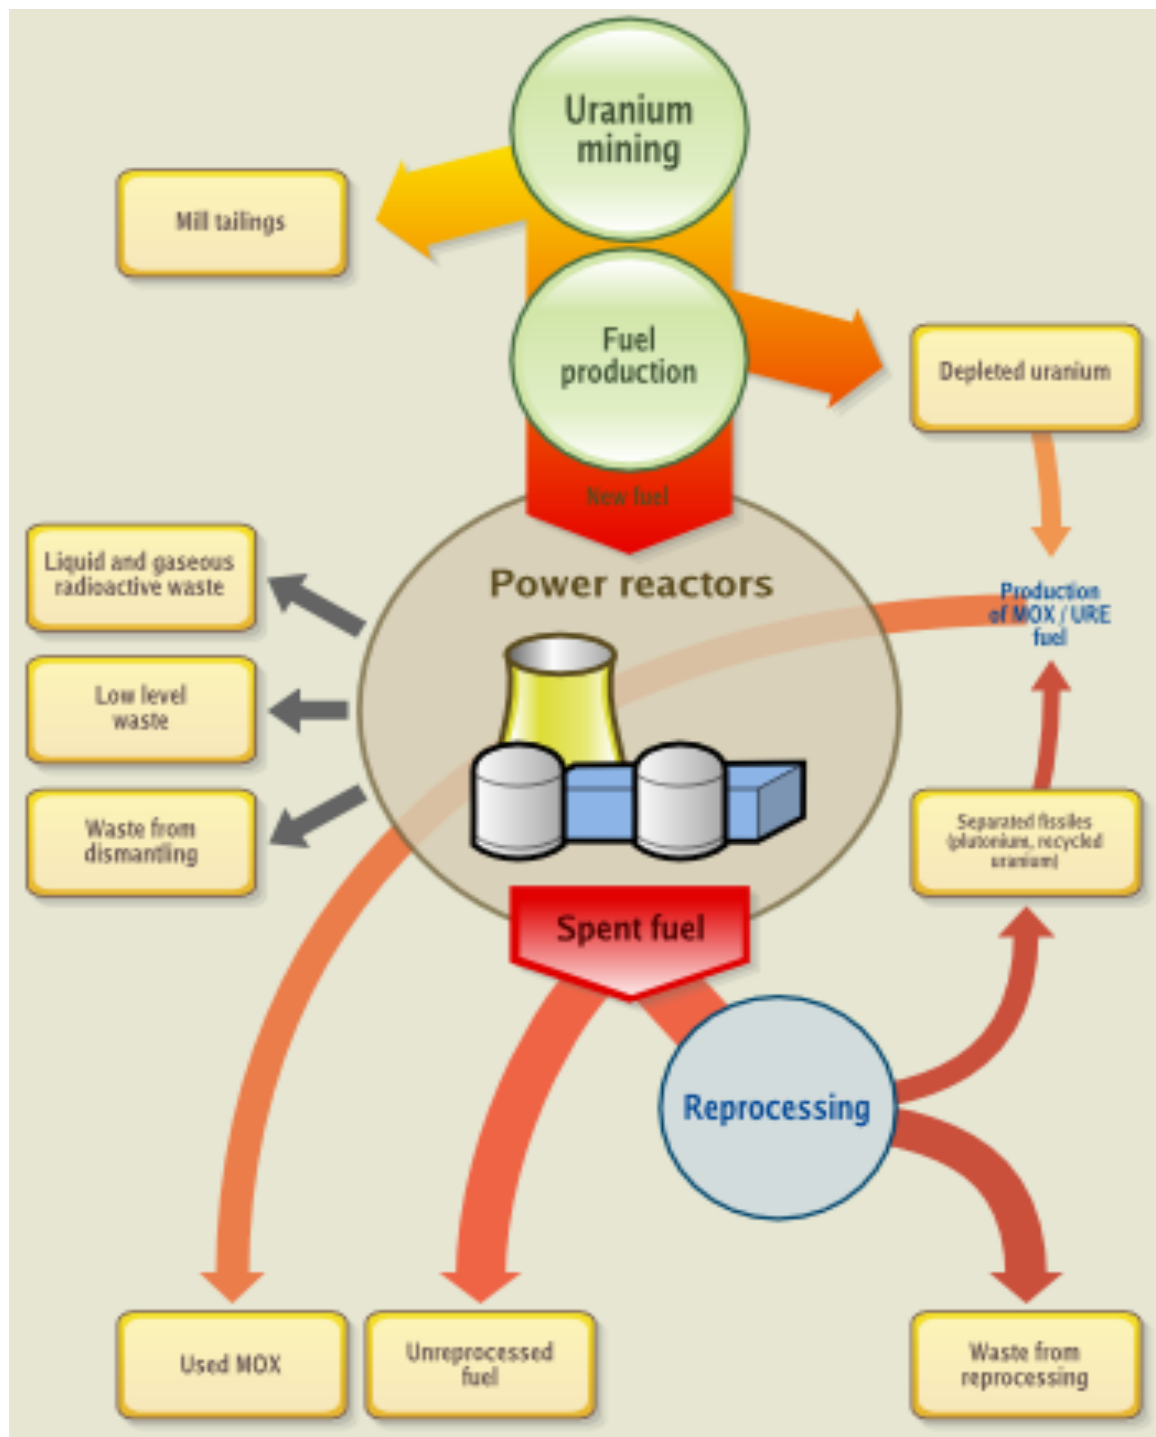 Uranium
mining
Mill tailings
Fuel
production
Depleted uranium
New fuel
Power reactors
Liquid and gaseous
radioactive waste
Production
of MOX / URE
fuel
Low level
waste
Waste from
dismantling
Separated fissiles
(plutonium, recycled
uranium)
Spent fuel
Reprocessing
Used MOX
Unreprocessed
fuel
Waste from
reprocessing